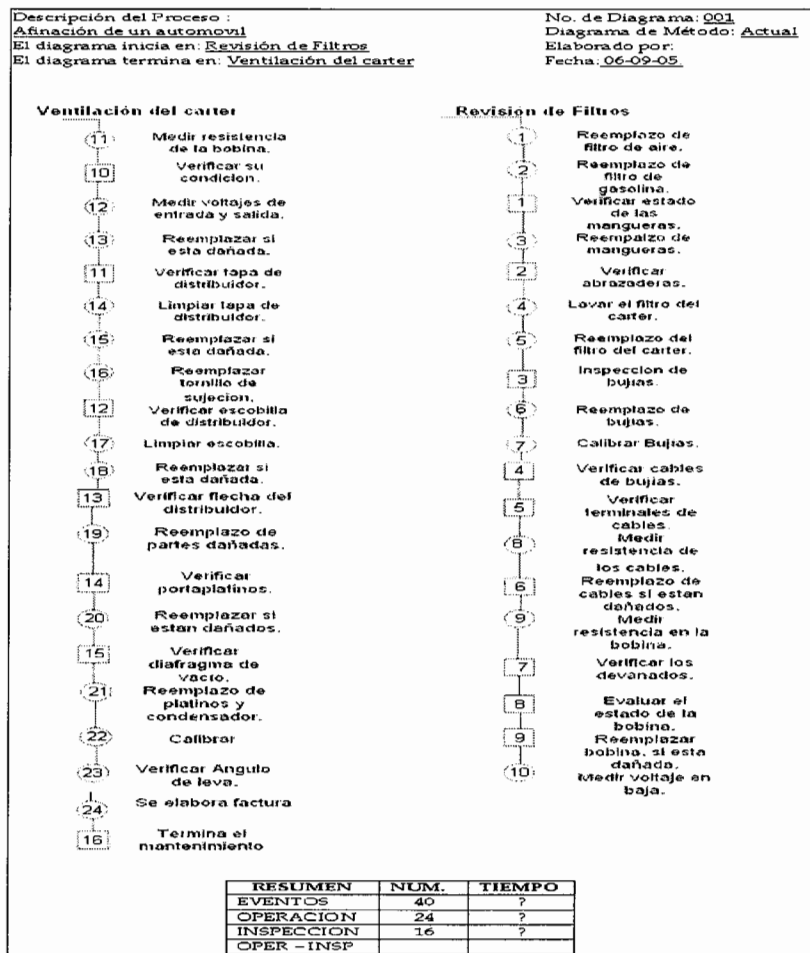 Descripción del Proceso :
Afinación de un automovil
El diagrama inicia en: Revisión de Filtros
El diagrama termina en: Ventilación del carter
No. de Diagrama: 001
Diagrama de Método: Actual
Elaborado por:
Fecha: 06-09-05.
Ventilación del carter
11 Medir resistencia
de la bobina.
10 Verificar su
condicion.
12 Medir voltajes de
entrada y salida.
13 Reemplazar si
esta dañada.
11 Verificar tapa de
distribuidor.
14 Limpiar tapa de
distribuidor.
15 Reemplazar si
esta dañada.
16 Reemplazar
tornillo de
sujecion.
12 Verificar escobilla
de distribuidor.
17 Limpiar escobilla.
18 Reemplazar si
esta dañada.
13 Verificar flecha del
distribuidor.
19 Reemplazo de
partes dañadas.
14 Verificar
portaplatinos.
20 Reemplazar si
estan dañados.
15 Verificar
diafragma de
vacio.
21 Reemplazo de
platinos y
condensador.
22 Calibrar
23 Verificar Angulo
de leva.
24 Se elabora factura
16 Termina el
mantenimiento
Revisión de Filtros
1 Reemplazo de
filtro de aire.
2 Reemplazo de
filtro de
gasolina.
1 Verificar estado
de las
mangueras.
3 Reempalzo de
mangueras.
2 Verificar
abrazaderas.
4 Lavar el filtro del
carter.
5 Reemplazo del
filtro del carter.
3 Inspeccion de
bujias.
6 Reemplazo de
bujias.
7 Calibrar Bujias.
4 Verificar cables
de bujias.
5 Verificar
terminales de
cables.
8 Medir
resistencia de
los cables.
6 Reemplazo de
cables si estan
dañados.
9 Medir
resistencia en la
bobina.
7 Verificar los
devanados.
8 Evaluar el
estado de la
bobina.
9 Reemplazar
bobina, si esta
dañada.
10 Medir voltaje en
baja.
RESUMEN NUM. TIEMPO
EVENTOS 40 ?
OPERACION 24 ?
INSPECCION 16 ?
OPER – INSP